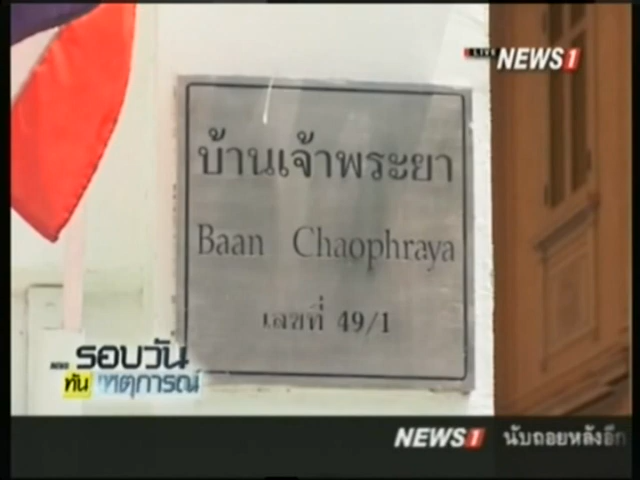 LIVE NEWS1
บ้านเจ้าพระยา
Baan Chaophraya
เลขที่ 49/1
รอบวัน
ทัน เหตุการณ์
NEWS1 นับถอยหลังอีก